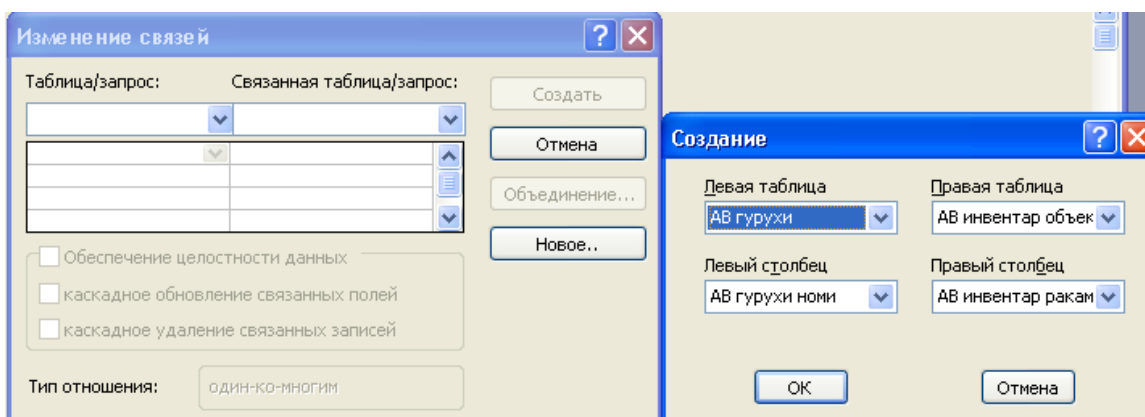 Изменение связей
Таблица/запрос: Связанная таблица/запрос:
Создать
Отмена
Объединение...
Новое..
Обеспечение целостности данных
каскадное обновление связанных полей
каскадное удаление связанных записей
Тип отношения: один-ко-многим
Создание
Левая таблица Правая таблица
АВ гурухи АВ инвентар объек
Левый столбец Правый столбец
АВ гурухи номи АВ инвентар ракам
ОК Отмена